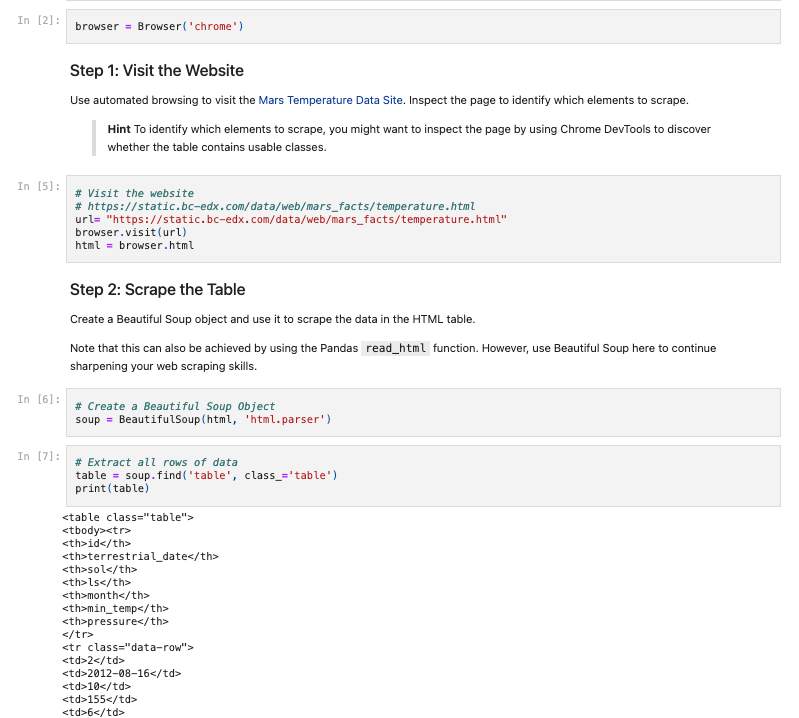 In [2]:
browser = Browser('chrome')
Step 1: Visit the Website
Use automated browsing to visit the Mars Temperature Data Site. Inspect the page to identify which elements to scrape.
Hint To identify which elements to scrape, you might want to inspect the page by using Chrome DevTools to discover
whether the table contains usable classes.
In [5]:
# Visit the website
# https://static.bc-edx.com/data/web/mars_facts/temperature.html
url= "https://static.bc-edx.com/data/web/mars_facts/temperature.html"
browser.visit(url)
html = browser.html
Step 2: Scrape the Table
Create a Beautiful Soup object and use it to scrape the data in the HTML table.
Note that this can also be achieved by using the Pandas read_html function. However, use Beautiful Soup here to continue
sharpening your web scraping skills.
In [6]:
# Create a Beautiful Soup Object
soup = BeautifulSoup(html, 'html.parser')
In [7]:
# Extract all rows of data
table = soup.find('table', class_='table')
print(table)
<table class="table">
<tbody><tr>
<th>id</th>
<th>terrestrial_date</th>
<th>sol</th>
<th>ls</th>
<th>month</th>
<th>min_temp</th>
<th>pressure</th>
</tr>
<tr class="data-row">
<td>2</td>
<td>2012-08-16</td>
<td>10</td>
<td>155</td>
<td>6</td>